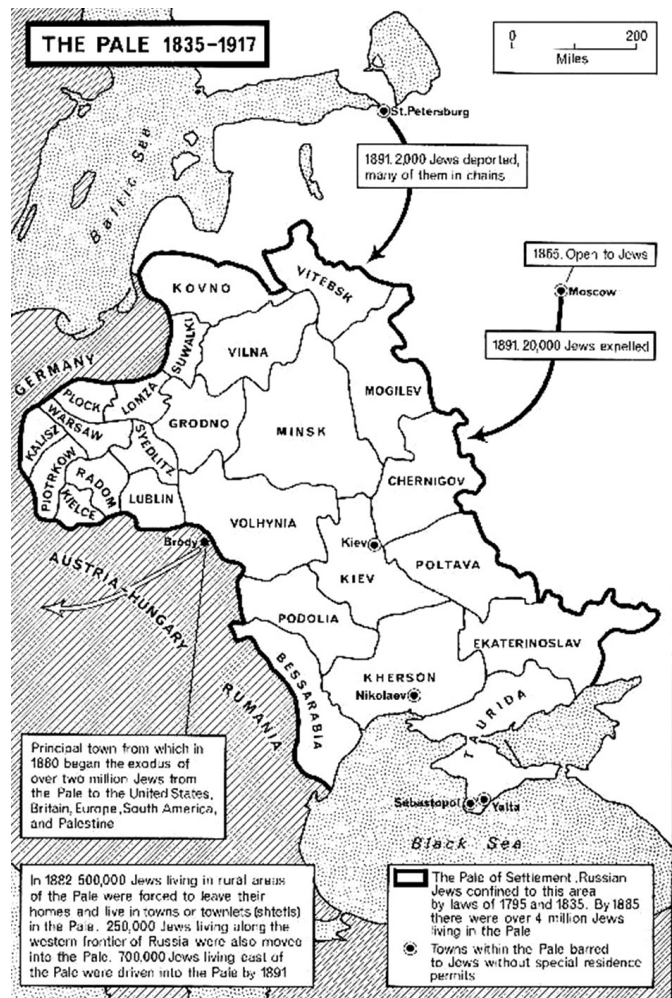 THE PALE 1835-1917
0 200
Miles
St.Petersburg
1891. 2,000 Jews deported,
many of them in chains
Baltic Sea
1865. Open to Jews
Moscow
1891. 20,000 Jews expelled
KOVNO
VITEBSK
SUWALKI
VILNA
GERMANY
MOGILEV
PLOCK
LOMZA
GRODNO
MINSK
WARSAW
KALISZ
SYEDLITZ
PIOTRKOW
RADOM
CHERNIGOV
KIELCE
LUBLIN
VOLHYNIA
Brody
Kiev
KIEV
POLTAVA
AUSTRIA-HUNGARY
PODOLIA
EKATERINOSLAV
BESSARABIA
KHERSON
Nikolaev
RUMANIA
TAURIDA
Principal town from which in
1880 began the exodus of
over two million Jews from
the Pale to the United States,
Britain, Europe, South America,
and Palestine
Sebastopol
Yalta
Black Sea
In 1882 500,000 Jews living in rural areas
of the Pale were forced to leave their
homes and live in towns or townlets (shtetls)
in the Pale. 250,000 Jews living along the
western frontier of Russia were also moved
into the Pale. 700,000 Jews living east of
the Pale were driven into the Pale by 1891
The Pale of Settlement. Russian
Jews confined to this area
by laws of 1795 and 1835. By 1885
there were over 4 million Jews
living in the Pale
Towns within the Pale barred
to Jews without special residence
permits